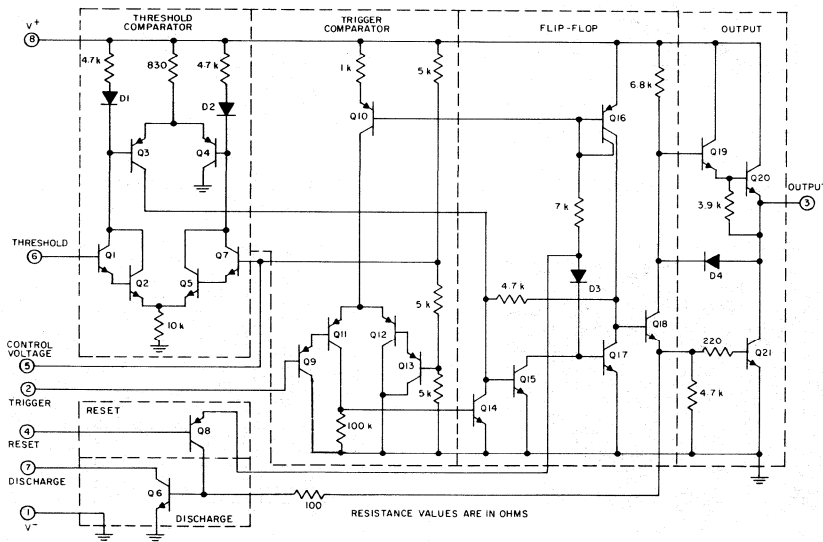 THRESHOLD
COMPARATOR
TRIGGER
COMPARATOR
FLIP-FLOP
OUTPUT
V+
8
4.7k
830
4.7k
1k
5k
6.8k
D1
D2
Q10
Q16
Q3
Q4
Q19
Q20
OUTPUT
3
7k
3.9k
THRESHOLD
6
Q1
Q2
Q5
Q7
D3
D4
4.7k
5k
10k
Q11
Q12
Q18
220
CONTROL
VOLTAGE
5
Q9
Q13
Q17
Q21
2
TRIGGER
5k
Q15
4.7k
RESET
Q14
100k
4
RESET
Q8
7
DISCHARGE
Q6
100
1
V-
DISCHARGE
RESISTANCE VALUES ARE IN OHMS